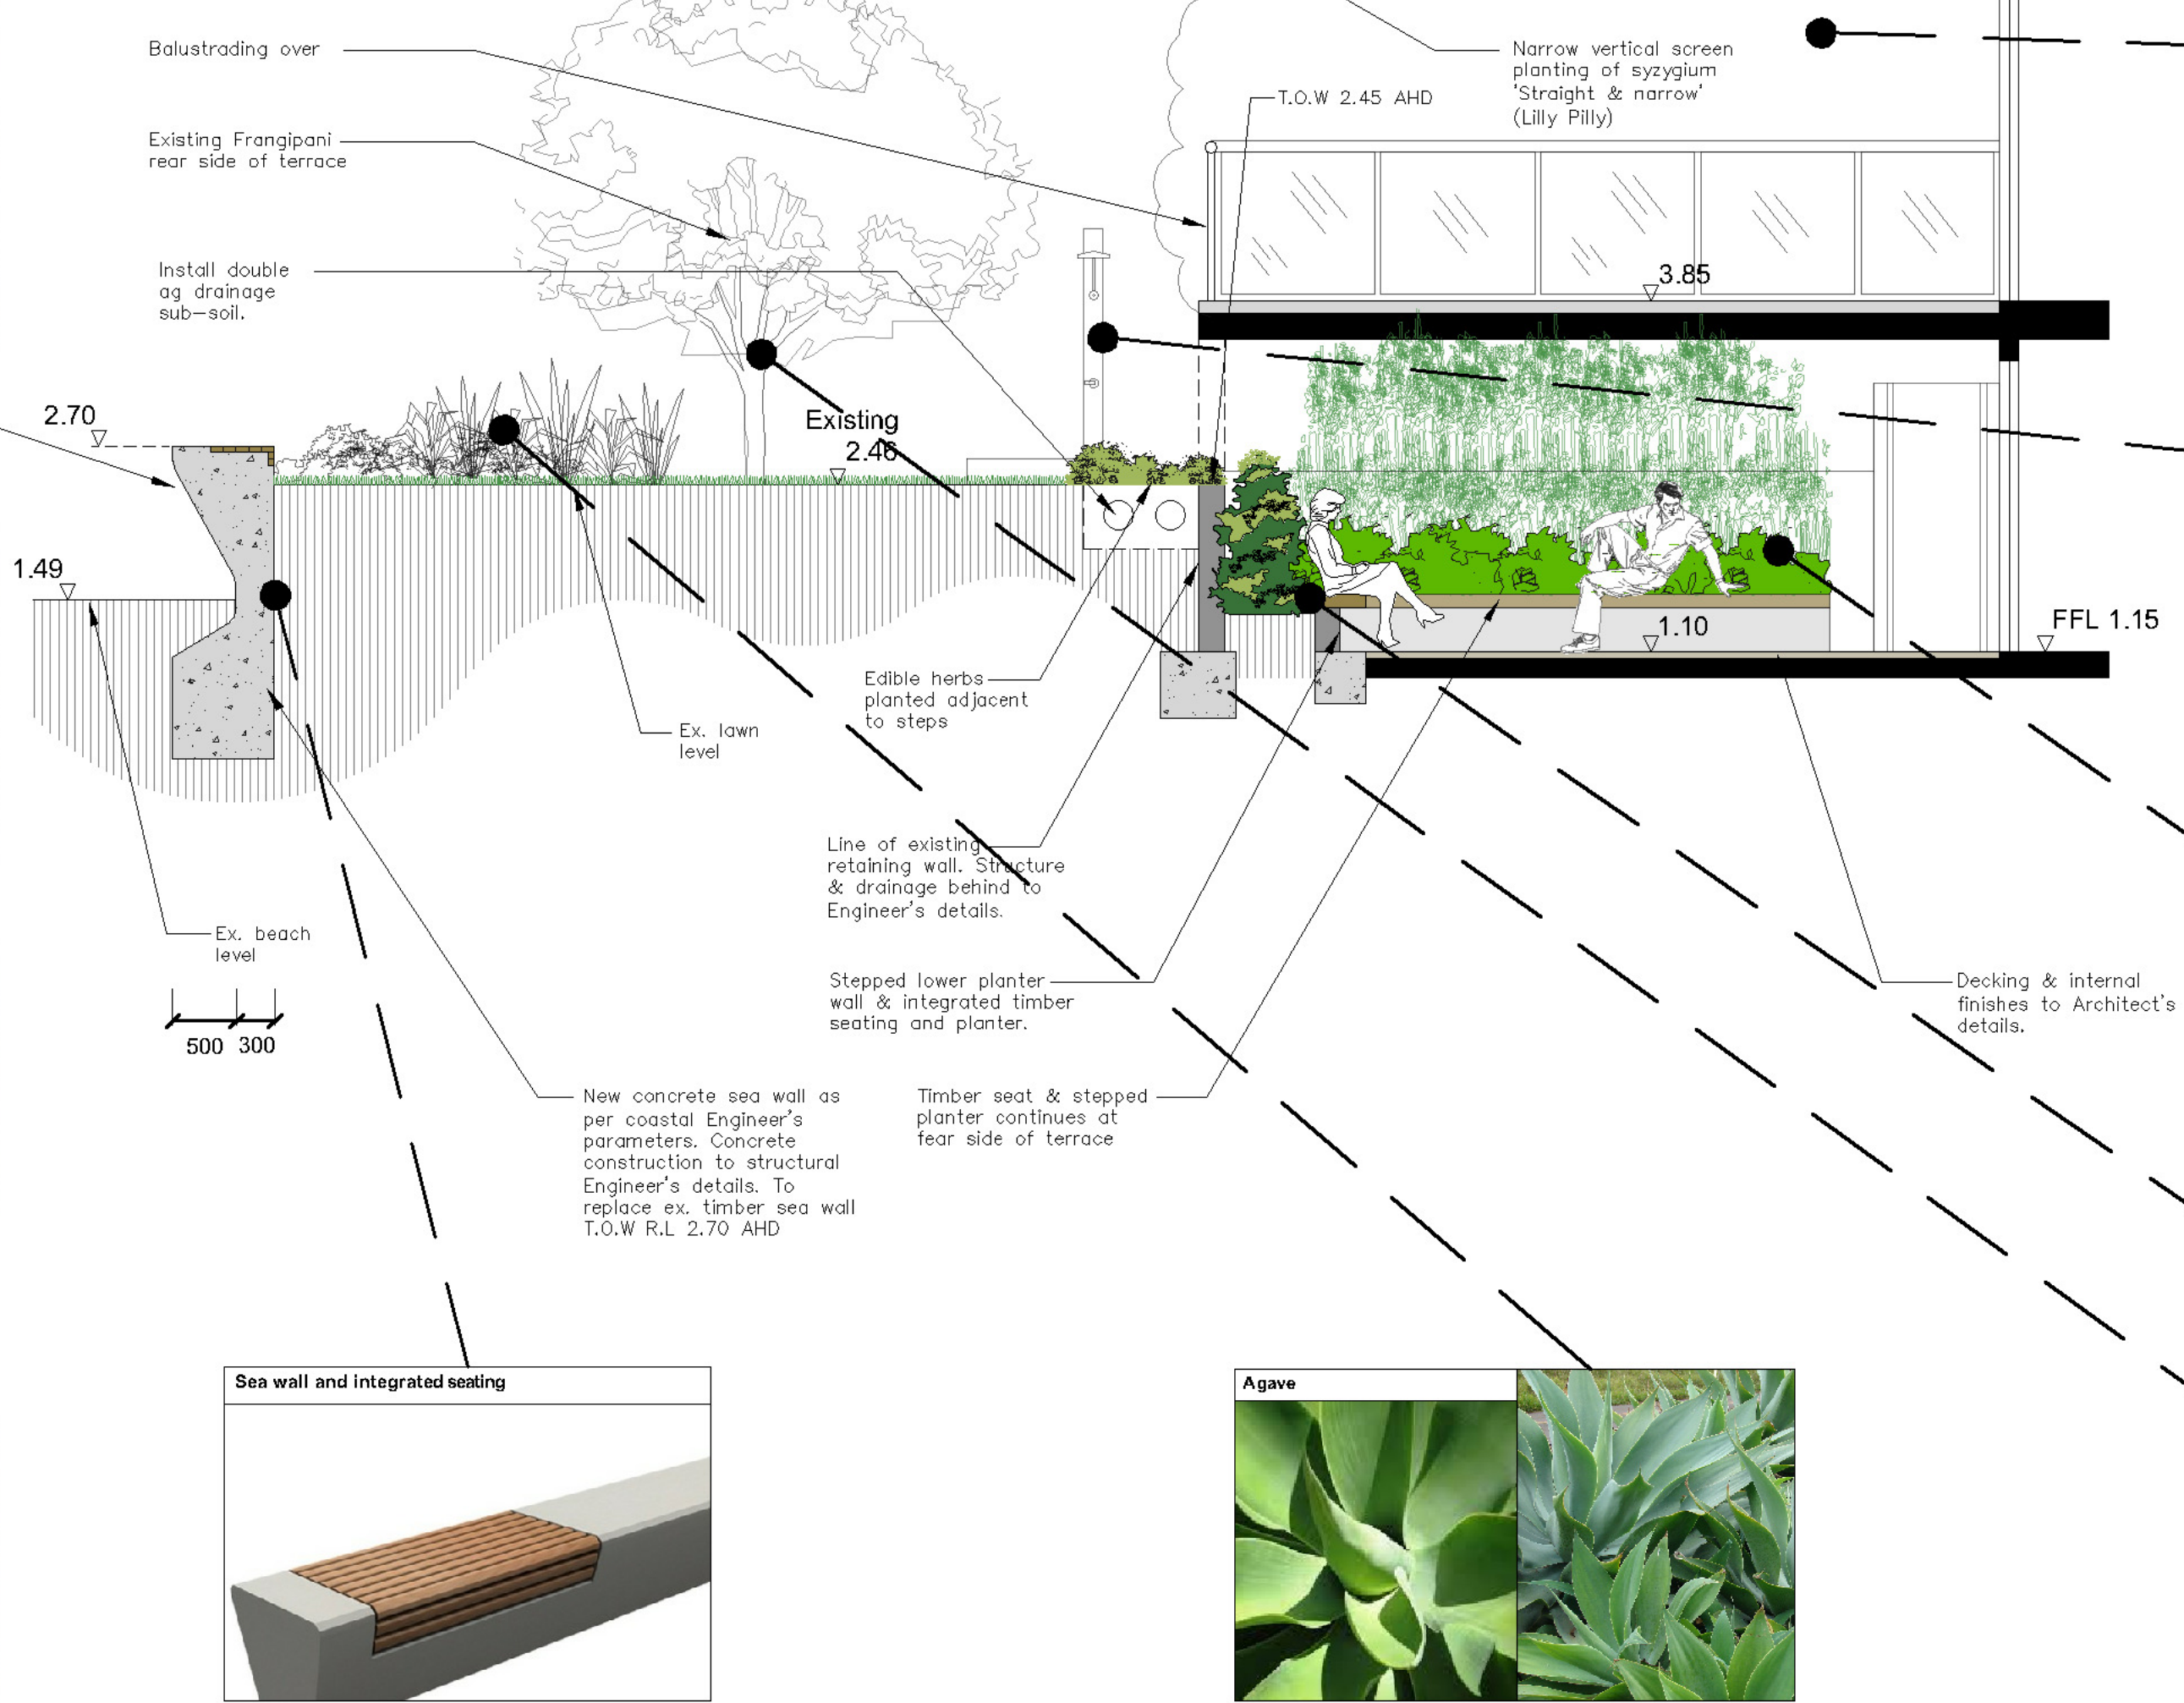 Balustrading over
Existing Frangipani
rear side of terrace
Install double
ag drainage
sub-soil.
T.O.W 2.45 AHD
Narrow vertical screen
planting of syzygium
'Straight & narrow'
(Lilly Pilly)
3.85
2.70
Existing
2.46
1.49
1.10
FFL 1.15
Edible herbs
planted adjacent
to steps
Ex. lawn
level
Line of existing
retaining wall. Structure
& drainage behind to
Engineer's details.
Ex. beach
level
500 300
Stepped lower planter
wall & integrated timber
seating and planter.
Decking & internal
finishes to Architect's
details.
New concrete sea wall as
per coastal Engineer's
parameters. Concrete
construction to structural
Engineer's details. To
replace ex. timber sea wall
T.O.W R.L 2.70 AHD
Timber seat & stepped
planter continues at
fear side of terrace
Sea wall and integrated seating
Agave